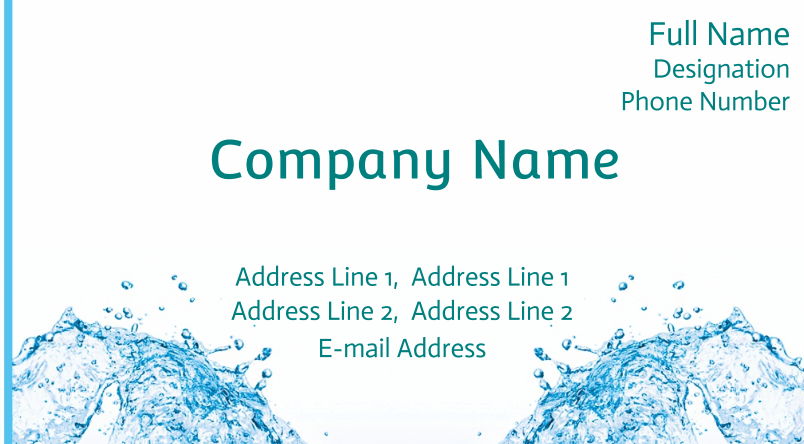 Full Name
Designation
Phone Number
Company Name
Address Line 1,  Address Line 1
Address Line 2,  Address Line 2
E-mail Address